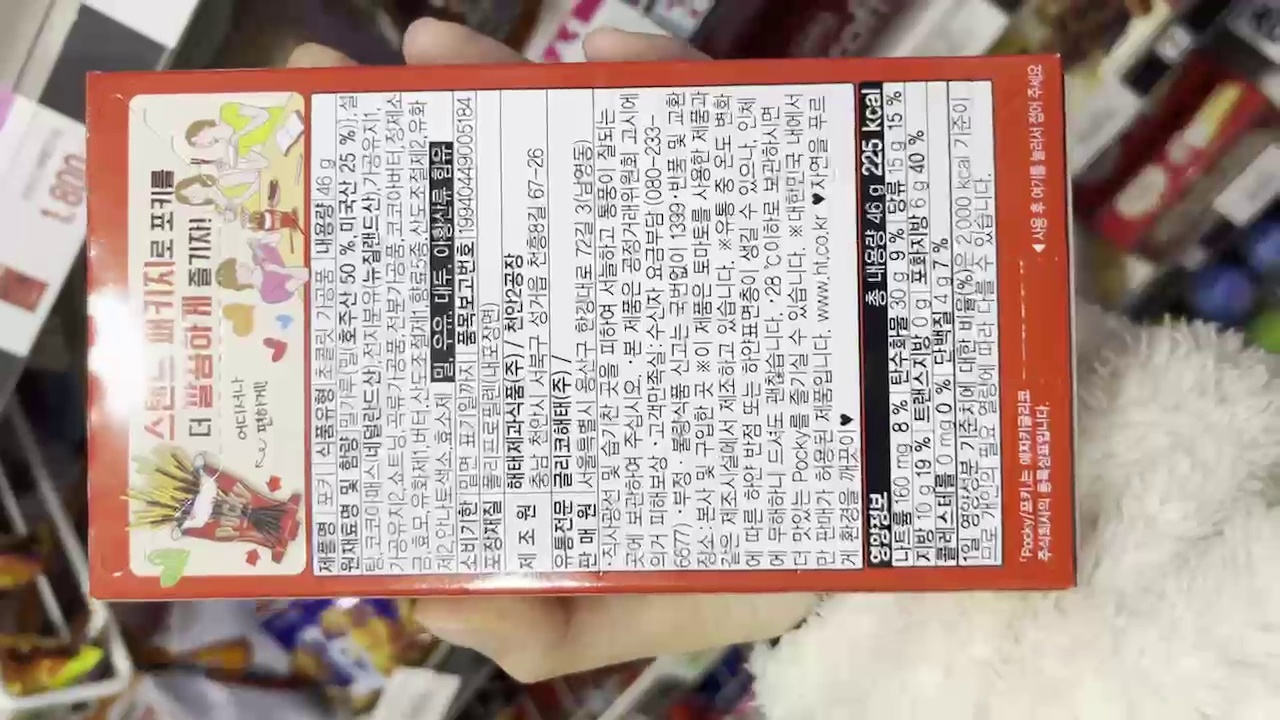 1,800
스탠드 패키지로 포키를
더 깔끔하게 즐기자!
POCKY
어디서나
편하게!
제품명 포키 식품유형 초콜릿 가공품 내용량 46 g
원재료명 및 함량 밀가루{밀(호주산 50 %,미국산 25 %)},설
탕,코코아매스(네덜란드산),전지분유(뉴질랜드산),가공유지1,
가공유지2,쇼트닝,곡류가공품,전분가공품,코코아버터,정제소
금,효모,유화제1,버터,산도조절제1,향료5종,산도조절제2,유화
제2,안나토색소,효소제 밀, 우유, 대두, 아황산류 함유
소비기한 밑면 표기일까지 품목보고번호 19940449005184
포장재질 폴리프로필렌(내포장면)
제조원 해태제과식품(주) / 천안2공장
충남 천안시 서북구 성거읍 천흥8길 67-26
유통전문 글리코해태(주) /
판매원 서울특별시 용산구 한강대로 72길 3(남영동)
·직사광선 및 습기찬 곳을 피하여 서늘하고 통풍이 잘되는
곳에 보관하여 주십시오. ·본 제품은 공정거래위원회 고시에
의거 피해보상 ·고객만족실:수신자 요금부담 (080-233-
6677) ·부정 · 불량식품 신고는 국번없이 1399·반품 및 교환
장소:본사 및 구입한 곳 ※이 제품은 토마토를 사용한 제품과
같은 제조시설에서 제조하고 있습니다. ※유통 중 온도 변화
에 따른 하얀 반점 또는 하얀표면층이 생길 수 있으나, 인체
에 무해하니 드셔도 괜찮습니다. ·28 ℃이하로 보관하시면
더 맛있는 Pocky를 즐기실 수 있습니다. ※대한민국 내에서
만 판매가 허용된 제품입니다. www.ht.co.kr ♥자연을 푸르
게 환경을 깨끗이♥
영양정보 총 내용량 46 g 225 kcal
나트륨 160 mg 8 % 탄수화물 30 g 9 % 당류 15 g 15 %
지방 10 g 19 % 트랜스지방 0 g 포화지방 6 g 40 %
콜레스테롤 0 mg 0 % 단백질 4 g 7 %
1일 영양성분 기준치에 대한 비율(%)은 2,000 kcal 기준이
므로 개인의 필요 열량에 따라 다를 수 있습니다.
「Pocky/포키」는 에자키글리코
주식회사의 등록상표입니다.
◀사용 후 여기를 눌러서 접어 주세요